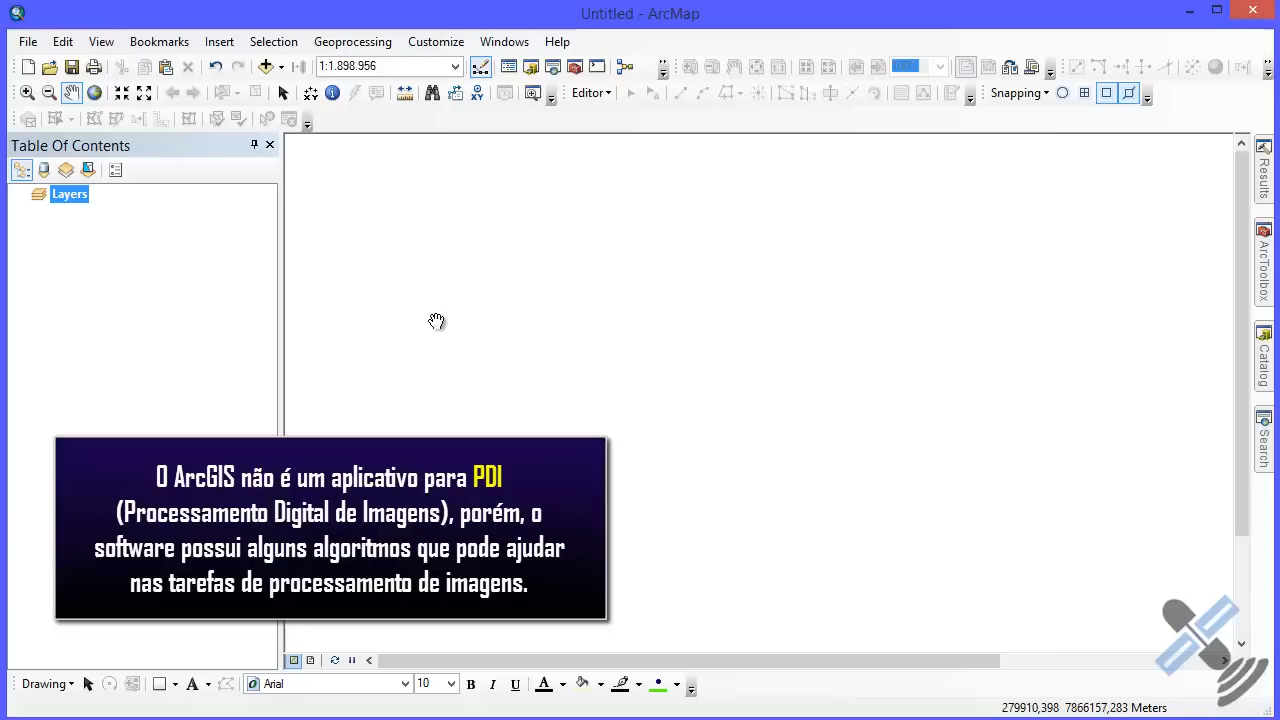 Untitled - ArcMap
File Edit View Bookmarks Insert Selection Geoprocessing Customize Windows Help
1:1.898.956
Editor Snapping
Table Of Contents
Layers
Results
ArcToolbox
Catalog
Search
O ArcGIS não é um aplicativo para PDI
(Processamento Digital de Imagens), porém, o
software possui alguns algoritmos que pode ajudar
nas tarefas de processamento de imagens.
Drawing A Arial 10 B I U A
279910,398 7866157,283 Meters